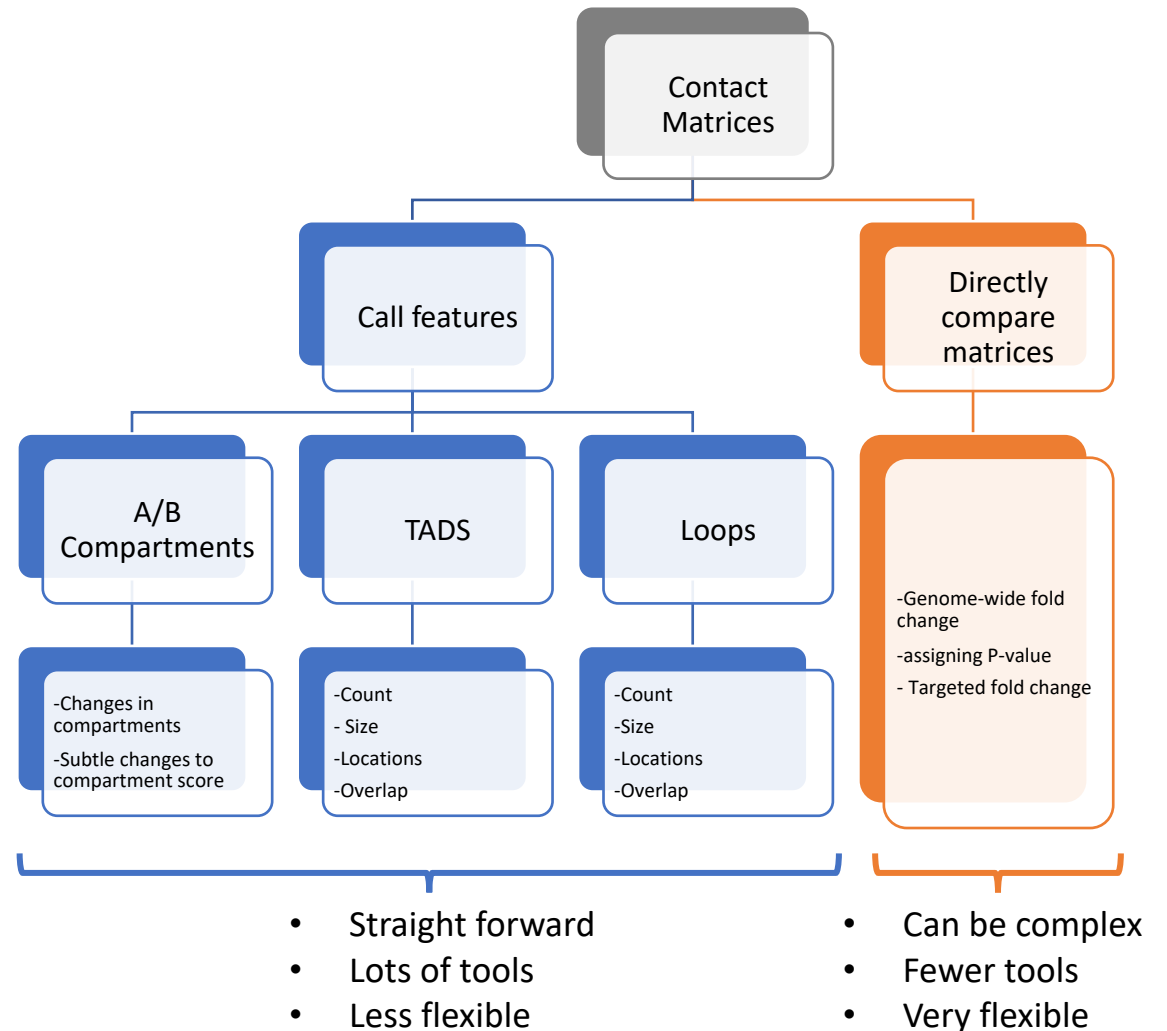 Contact
Matrices
Call features
Directly
compare
matrices
A/B
Compartments
TADS
Loops
-Changes in
compartments
-Subtle changes to
compartment score
-Count
- Size
-Locations
-Overlap
-Count
-Size
-Locations
-Overlap
-Genome-wide fold
change
-assigning P-value
- Targeted fold change
• Straight forward
• Lots of tools
• Less flexible
• Can be complex
• Fewer tools
• Very flexible